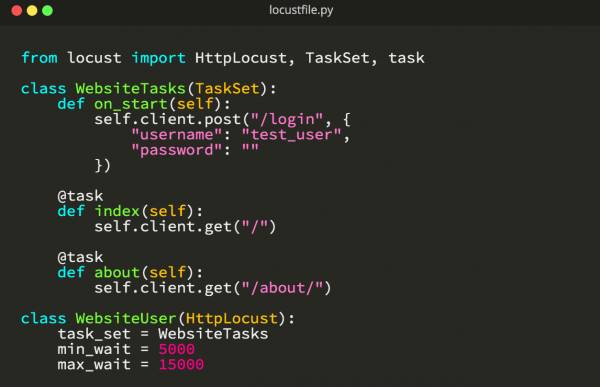 locustfile.py
from locust import HttpLocust, TaskSet, task
class WebsiteTasks(TaskSet):
    def on_start(self):
        self.client.post("/login", {
            "username": "test_user",
            "password": ""
        })
    @task
    def index(self):
        self.client.get("/")
    @task
    def about(self):
        self.client.get("/about/")
class WebsiteUser(HttpLocust):
    task_set = WebsiteTasks
    min_wait = 5000
    max_wait = 15000